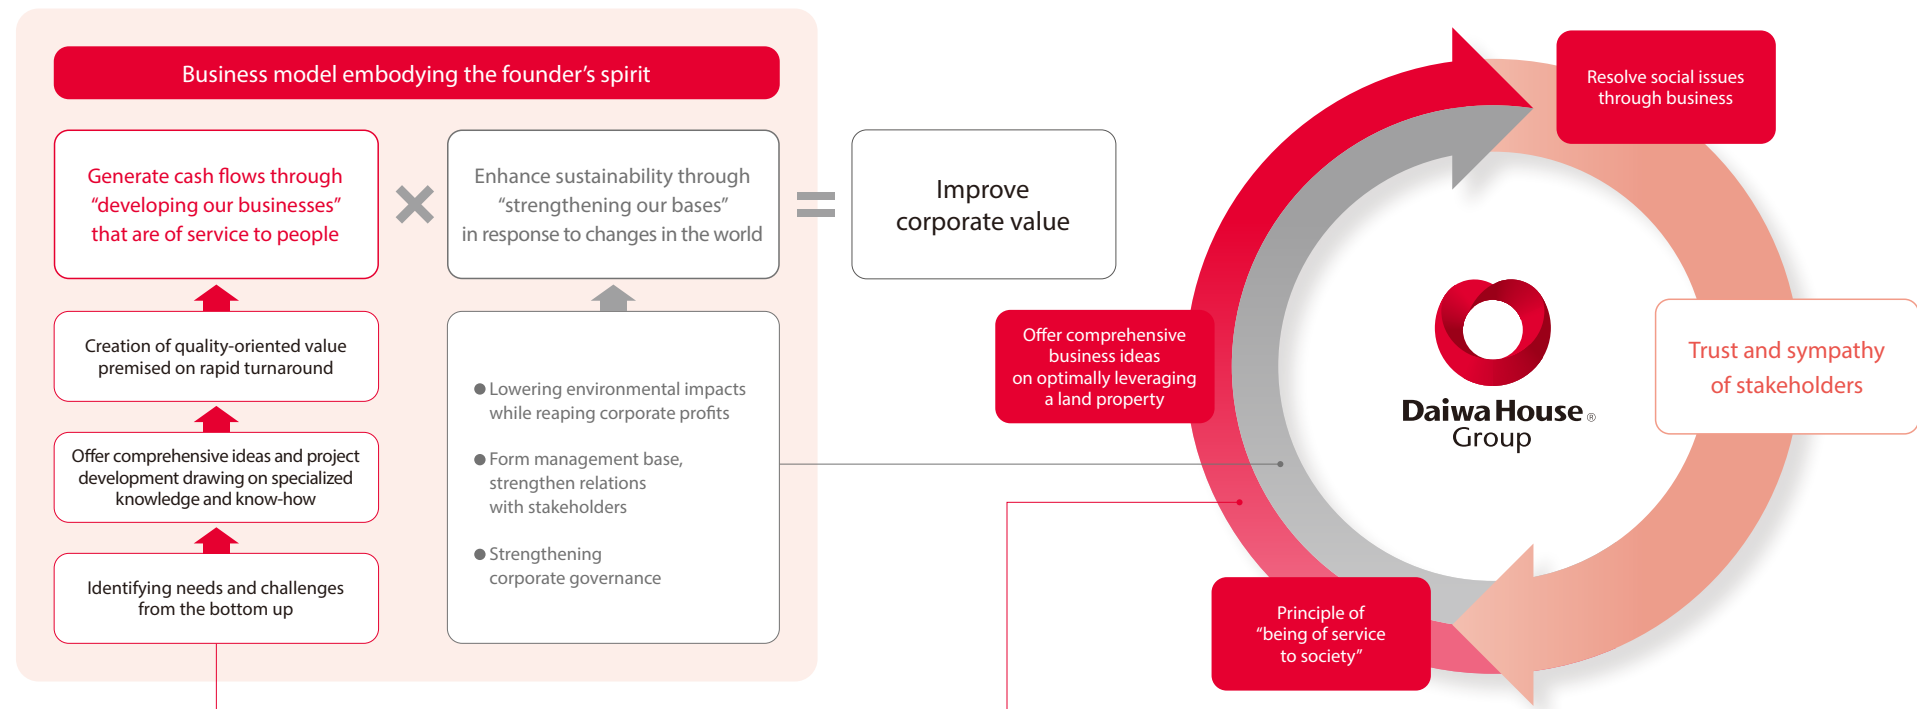 Business model embodying the founder’s spirit
Generate cash flows through
“developing our businesses”
that are of service to people
×
Enhance sustainability through
“strengthening our bases”
in response to changes in the world
=
Improve
corporate value
Creation of quality-oriented value
premised on rapid turnaround
Offer comprehensive ideas and project
development drawing on specialized
knowledge and know-how
Identifying needs and challenges
from the bottom up
● Lowering environmental impacts
while reaping corporate profits
● Form management base,
strengthen relations
with stakeholders
● Strengthening
corporate governance
Resolve social issues
through business
Offer comprehensive
business ideas
on optimally leveraging
a land property
Daiwa House ®
Group
Trust and sympathy
of stakeholders
Principle of
“being of service
to society”